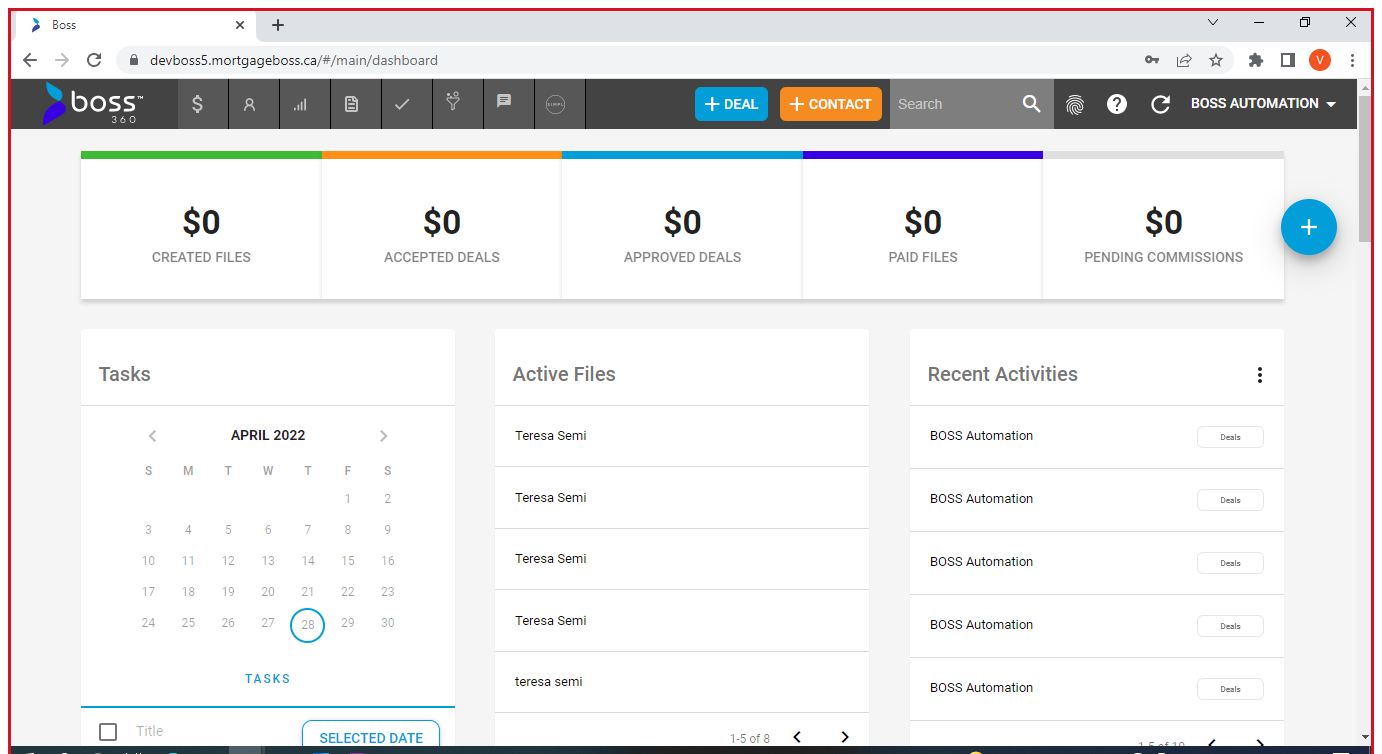 Boss
devboss5.mortgageboss.ca/#/main/dashboard
V
boss™
360
SIMPL
+ DEAL
+ CONTACT
Search
BOSS AUTOMATION
$0
CREATED FILES
$0
ACCEPTED DEALS
$0
APPROVED DEALS
$0
PAID FILES
$0
PENDING COMMISSIONS
Tasks
APRIL 2022
S M T W T F S
1 2
3 4 5 6 7 8 9
10 11 12 13 14 15 16
17 18 19 20 21 22 23
24 25 26 27 28 29 30
TASKS
Title
SELECTED DATE
Active Files
Teresa Semi
Teresa Semi
Teresa Semi
Teresa Semi
teresa semi
1-5 of 8
Recent Activities
BOSS Automation Deals
BOSS Automation Deals
BOSS Automation Deals
BOSS Automation Deals
BOSS Automation Deals
1-5 of 10